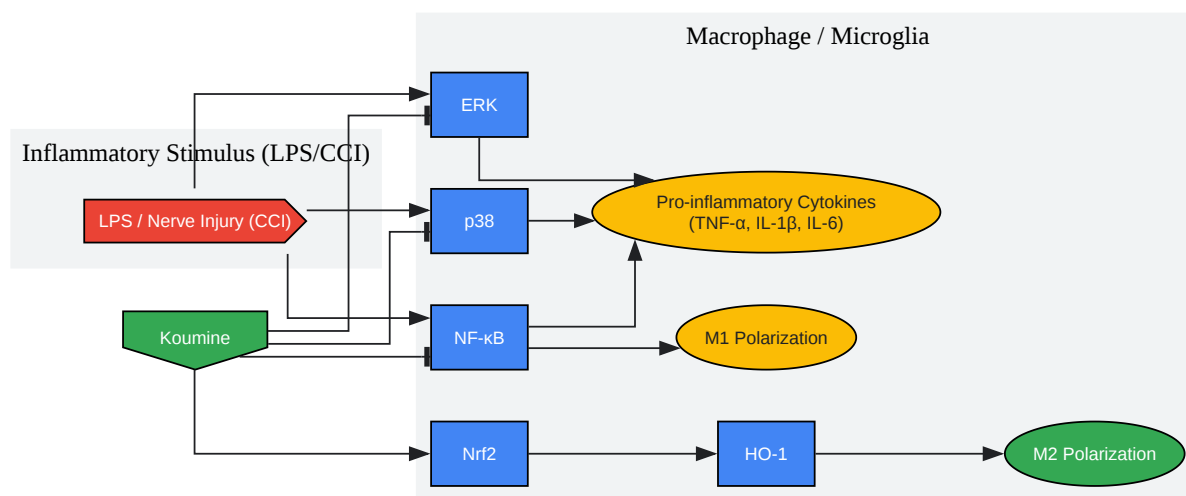 Macrophage / Microglia
ERK
Inflammatory Stimulus (LPS/CCI)
LPS / Nerve Injury (CCI)
p38
Pro-inflammatory Cytokines
(TNF-α, IL-1β, IL-6)
Koumine
NF-κB
M1 Polarization
Nrf2
HO-1
M2 Polarization